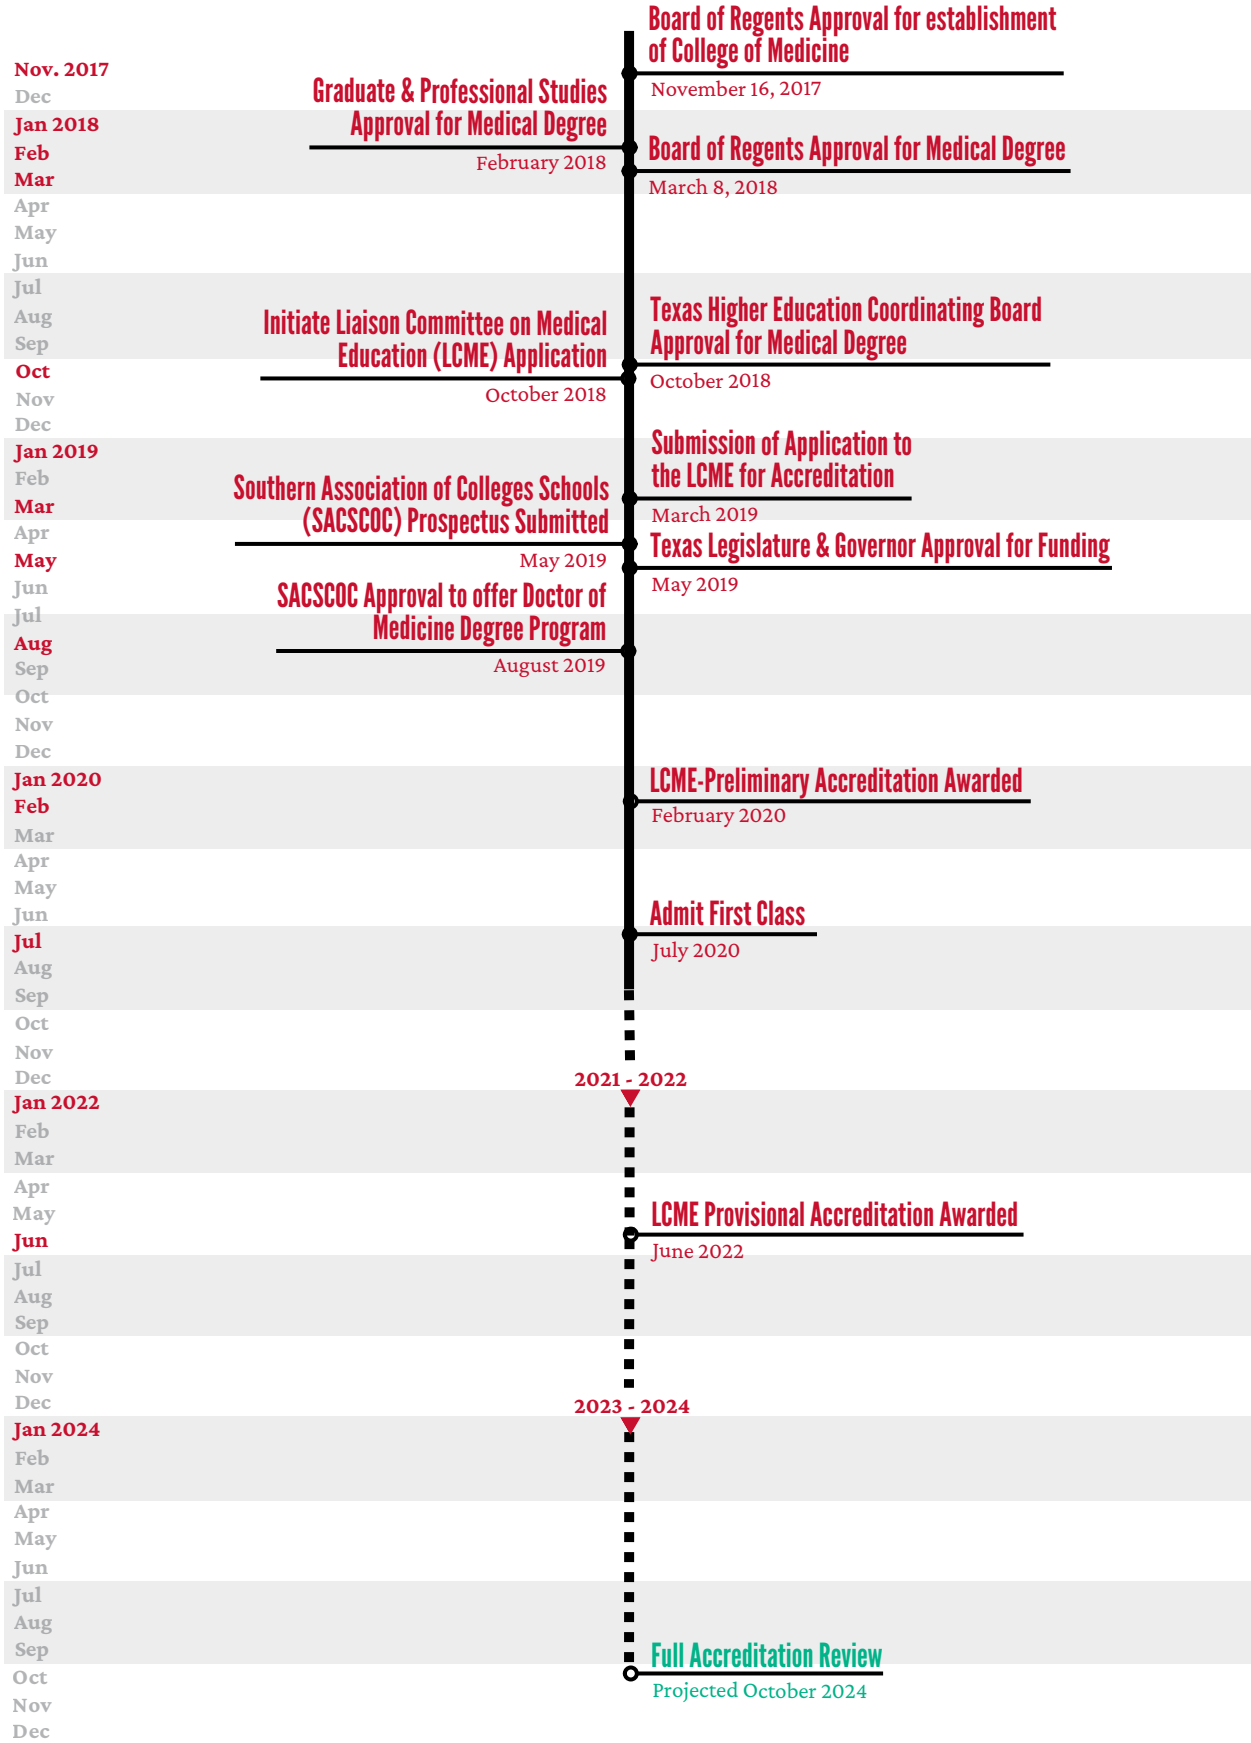 Board of Regents Approval for establishment
of College of Medicine
November 16, 2017
Nov. 2017
Dec
Graduate & Professional Studies
Approval for Medical Degree
February 2018
Jan 2018
Feb
Mar
Board of Regents Approval for Medical Degree
March 8, 2018
Apr
May
Jun
Jul
Aug
Sep
Initiate Liaison Committee on Medical
Education (LCME) Application
October 2018
Texas Higher Education Coordinating Board
Approval for Medical Degree
October 2018
Oct
Nov
Dec
Jan 2019
Feb
Mar
Submission of Application to
the LCME for Accreditation
March 2019
Southern Association of Colleges Schools
(SACSCOC) Prospectus Submitted
May 2019
Texas Legislature & Governor Approval for Funding
May 2019
Apr
May
Jun
Jul
Aug
Sep
SACSCOC Approval to offer Doctor of
Medicine Degree Program
August 2019
Oct
Nov
Dec
Jan 2020
Feb
Mar
LCME-Preliminary Accreditation Awarded
February 2020
Apr
May
Jun
Jul
Aug
Sep
Admit First Class
July 2020
Oct
Nov
Dec
2021 - 2022
Jan 2022
Feb
Mar
Apr
May
Jun
LCME Provisional Accreditation Awarded
June 2022
Jul
Aug
Sep
Oct
Nov
Dec
2023 - 2024
Jan 2024
Feb
Mar
Apr
May
Jun
Jul
Aug
Sep
Full Accreditation Review
Projected October 2024
Oct
Nov
Dec